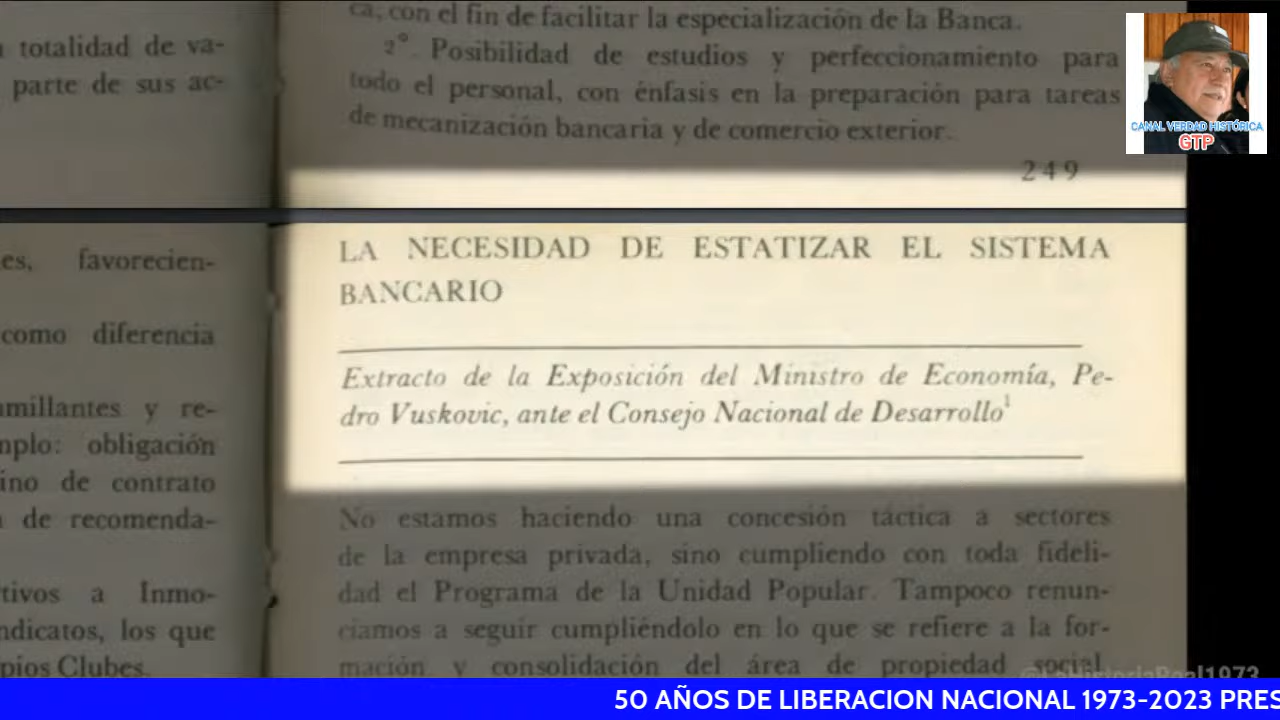 ca, con el fin de facilitar la especialización de la Banca.
2°. Posibilidad de estudios y perfeccionamiento para
todo el personal, con énfasis en la preparación para tareas
de mecanización bancaria y de comercio exterior.
249
totalidad de va-
parte de sus ac-
CANAL VERDAD HISTÓRICA
GTP
LA NECESIDAD DE ESTATIZAR EL SISTEMA
BANCARIO
Extracto de la Exposición del Ministro de Economía, Pe-
dro Vuskovic, ante el Consejo Nacional de Desarrollo¹
No estamos haciendo una concesión táctica a sectores
de la empresa privada, sino cumpliendo con toda fideli-
dad el Programa de la Unidad Popular. Tampoco renun-
ciamos a seguir cumpliéndolo en lo que se refiere a la for-
mación y consolidación del área de propiedad social,
es, favorecien-
como diferencia
millantes y re-
mplo: obligación
ino de contrato
de recomenda-
tivos a Inmo-
ndicatos, los que
pios Clubes.
@LaHistoriaReal1973
50 AÑOS DE LIBERACION NACIONAL 1973-2023 PRES